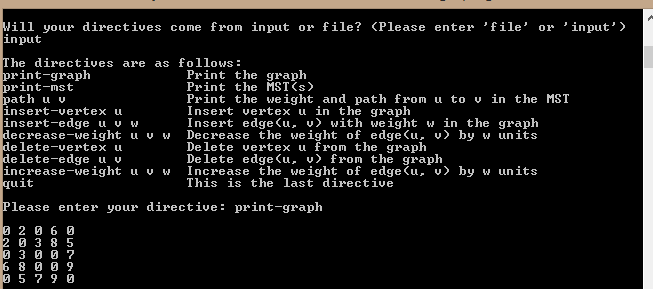 Will your directives come from input or file? (Please enter 'file' or 'input')
input
The directives are as follows:
print-graph Print the graph
print-mst Print the MST(s)
path u v Print the weight and path from u to v in the MST
insert-vertex u Insert vertex u in the graph
insert-edge u v w Insert edge(u, v) with weight w in the graph
decrease-weight u v w Decrease the weight of edge(u, v) by w units
delete-vertex u Delete vertex u from the graph
delete-edge u v Delete edge(u, v) from the graph
increase-weight u v w Increase the weight of edge(u, v) by w units
quit This is the last directive
Please enter your directive: print-graph
0 2 0 6 0
2 0 3 8 5
0 3 0 0 7
6 8 0 0 9
0 5 7 9 0